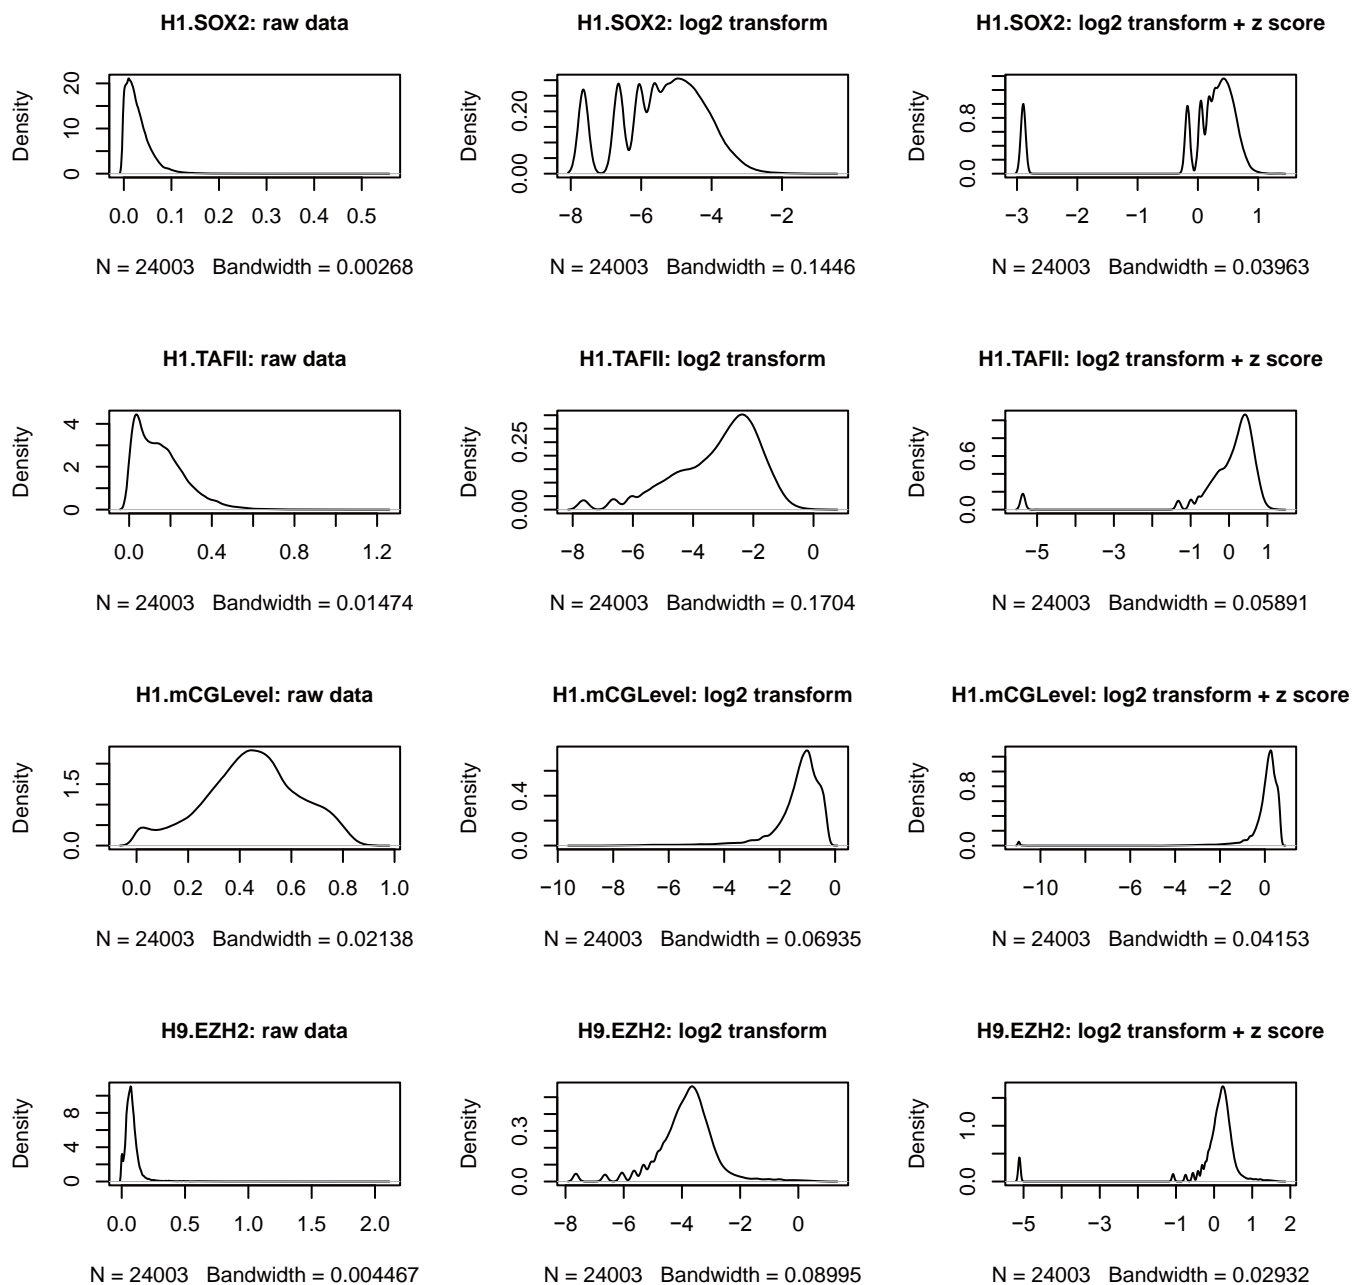 H1.SOX2: raw data
H1.SOX2: log2 transform
H1.SOX2: log2 transform + z score
Density
0 10 20
0.0 0.1 0.2 0.3 0.4 0.5
N = 24003 Bandwidth = 0.00268
Density
0.00 0.20
−8 −6 −4 −2
N = 24003 Bandwidth = 0.1446
Density
0.0 0.8
−3 −2 −1 0 1
N = 24003 Bandwidth = 0.03963
H1.TAFII: raw data
H1.TAFII: log2 transform
H1.TAFII: log2 transform + z score
Density
0 2 4
0.0 0.4 0.8 1.2
N = 24003 Bandwidth = 0.01474
Density
0.00 0.25
−8 −6 −4 −2 0
N = 24003 Bandwidth = 0.1704
Density
0.0 0.6
−5 −3 −1 0 1
N = 24003 Bandwidth = 0.05891
H1.mCGLevel: raw data
H1.mCGLevel: log2 transform
H1.mCGLevel: log2 transform + z score
Density
0.0 1.5
0.0 0.2 0.4 0.6 0.8 1.0
N = 24003 Bandwidth = 0.02138
Density
0.0 0.4
−10 −8 −6 −4 −2 0
N = 24003 Bandwidth = 0.06935
Density
0.0 0.8
−10 −6 −4 −2 0
N = 24003 Bandwidth = 0.04153
H9.EZH2: raw data
H9.EZH2: log2 transform
H9.EZH2: log2 transform + z score
Density
0 4 8
0.0 0.5 1.0 1.5 2.0
N = 24003 Bandwidth = 0.004467
Density
0.0 0.3
−8 −6 −4 −2 0
N = 24003 Bandwidth = 0.08995
Density
0.0 1.0
−5 −3 −1 0 1 2
N = 24003 Bandwidth = 0.02932